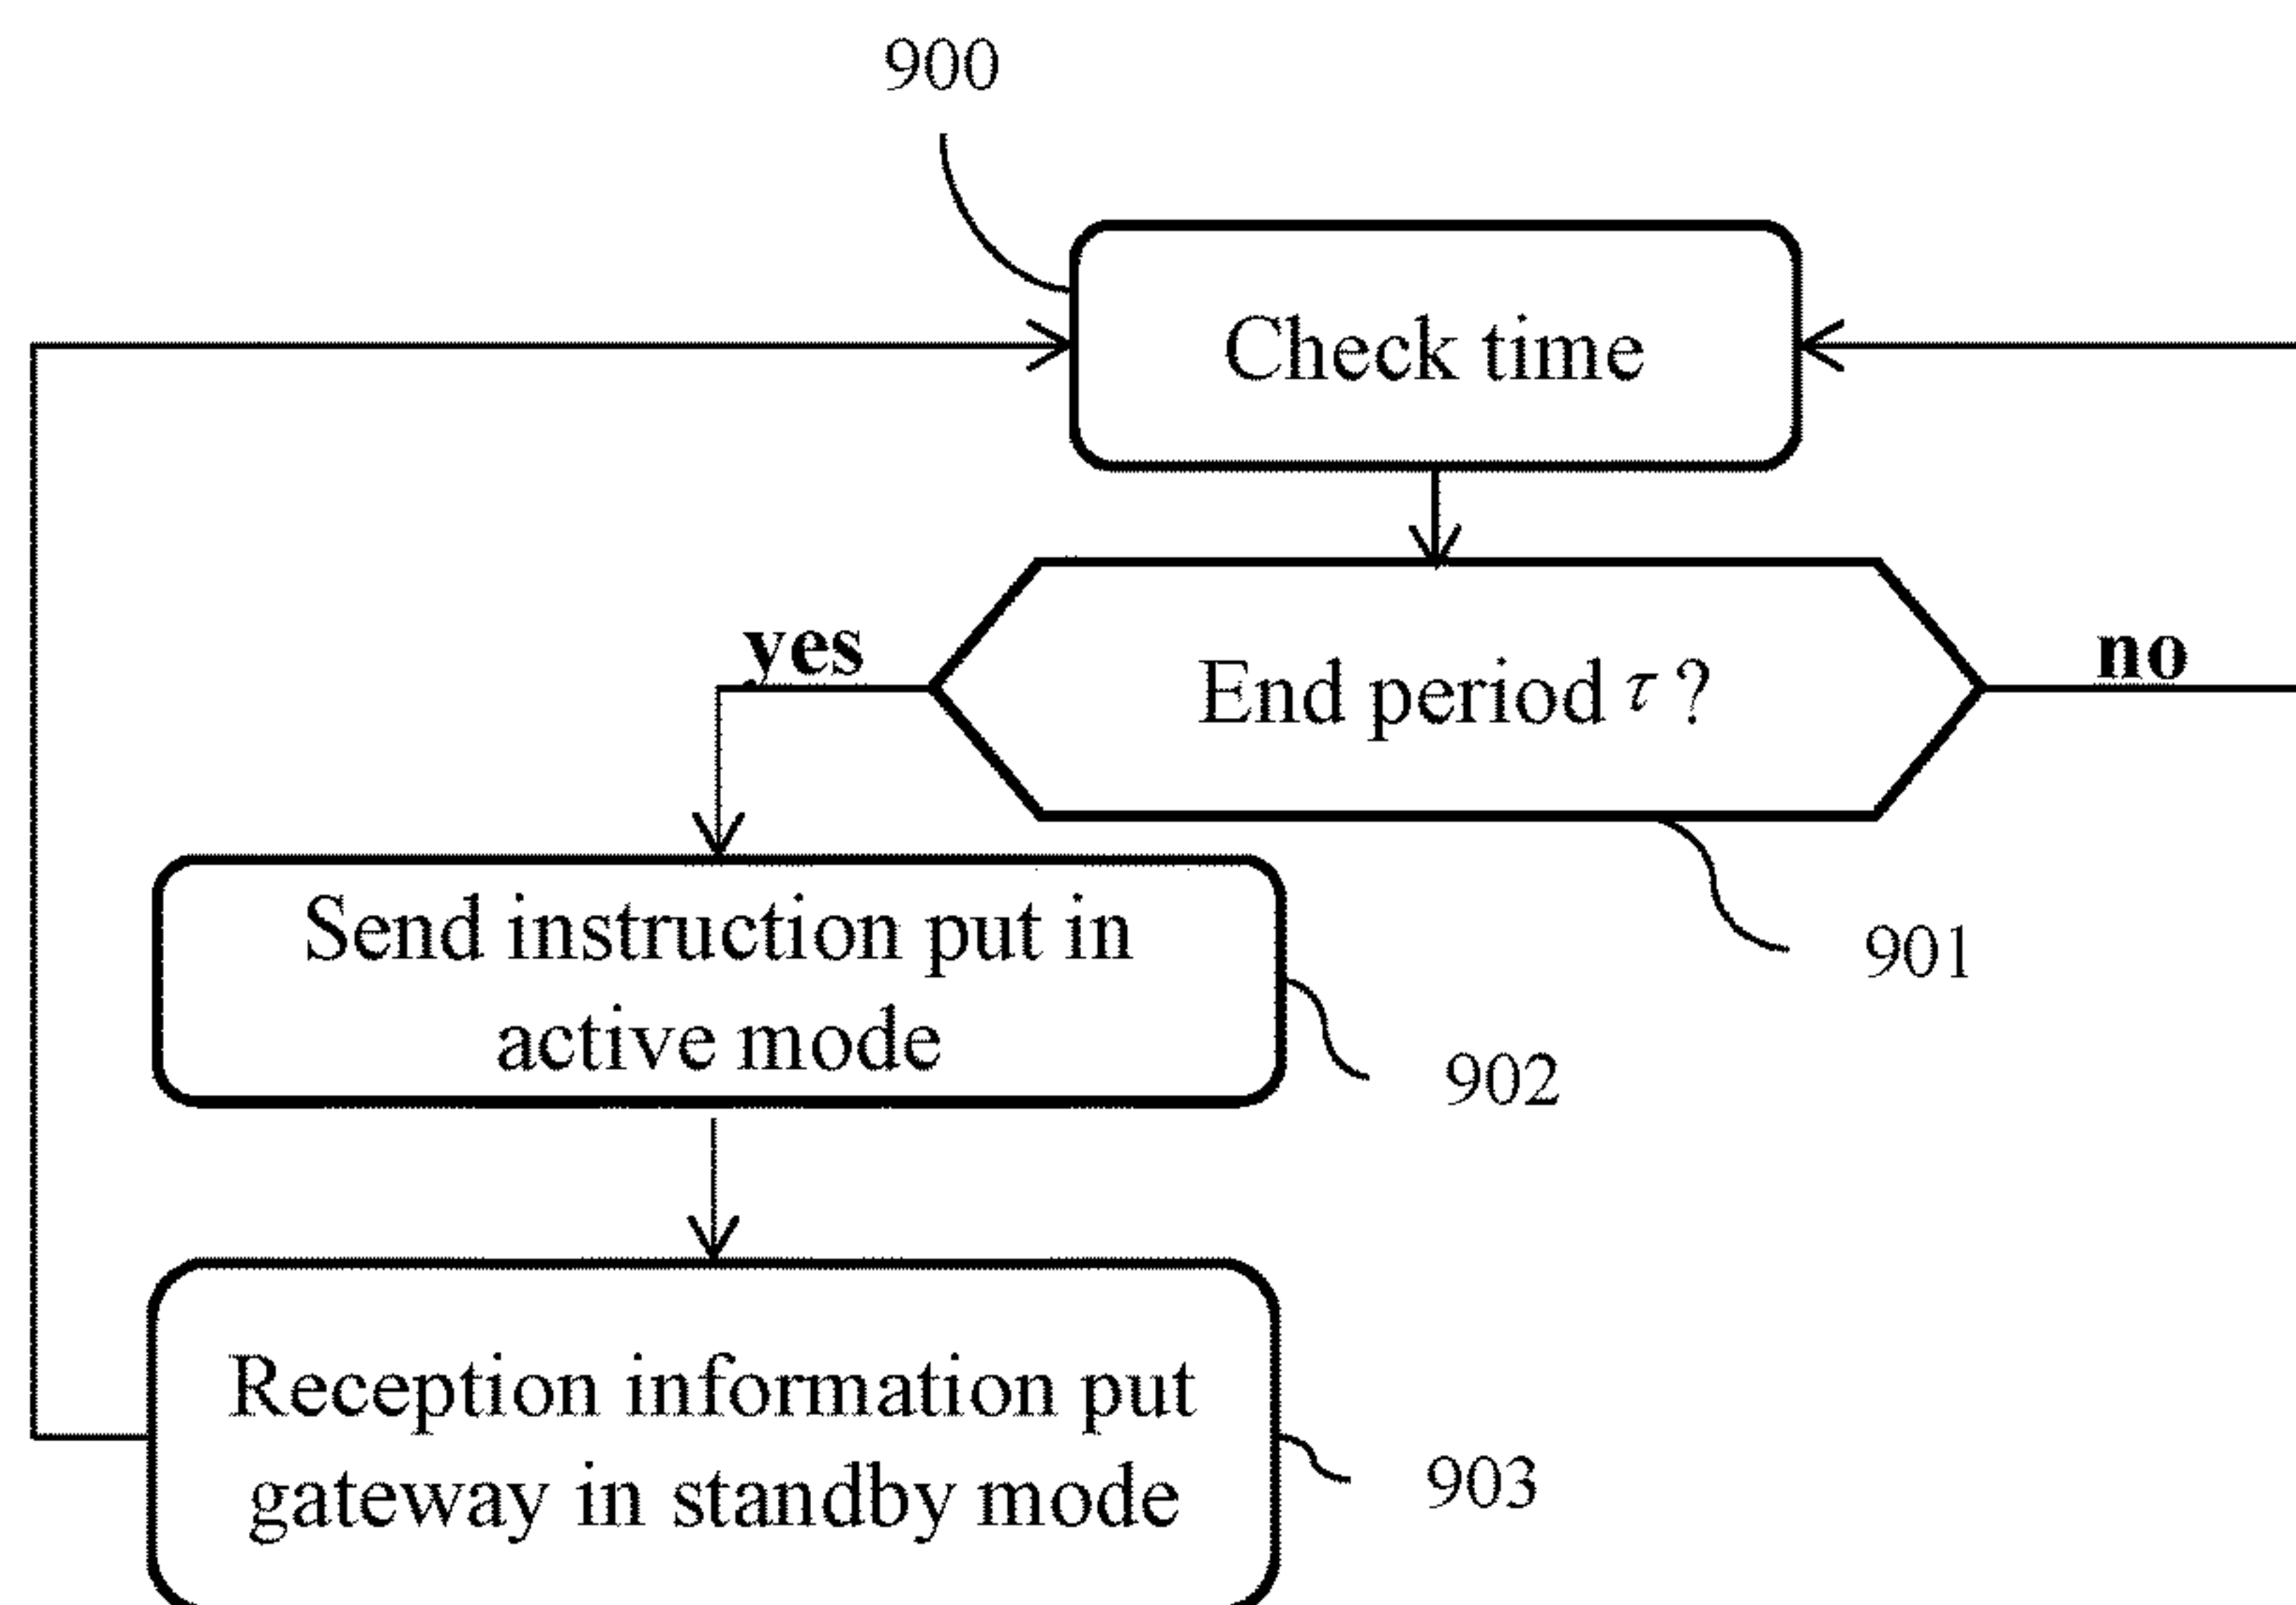 900
Check time
yes
End period τ ?
no
Send instruction put in
active mode
901
902
Reception information put
gateway in standby mode
903